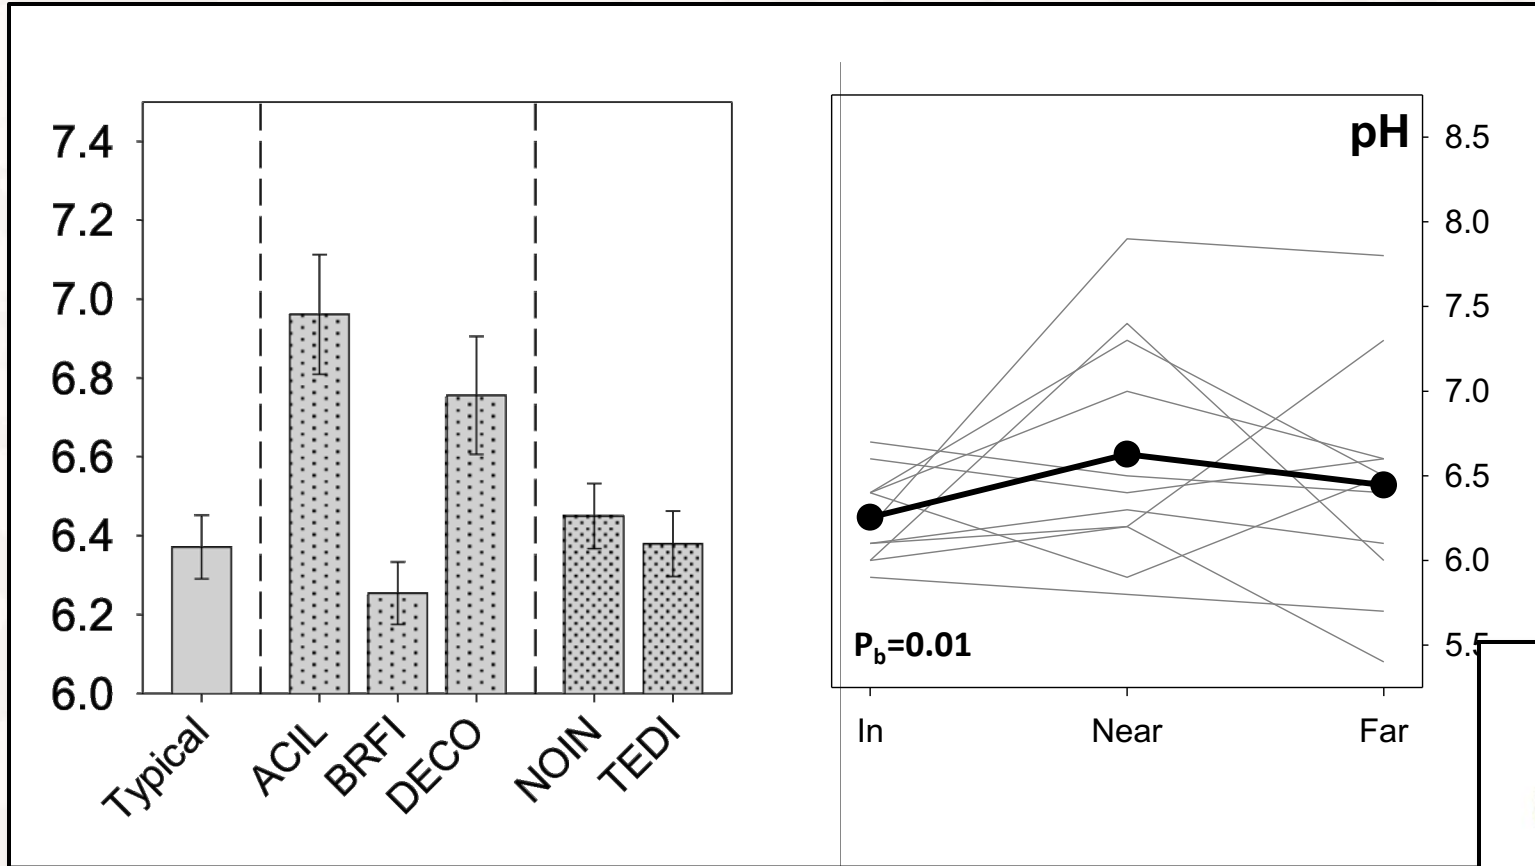 7.4
7.2
7.0
6.8
6.6
6.4
6.2
6.0
Typical
ACIL
BRFI
DECO
NOIN
TEDI
pH
8.5
8.0
7.5
7.0
6.5
6.0
5.5
Pb=0.01
In
Near
Far